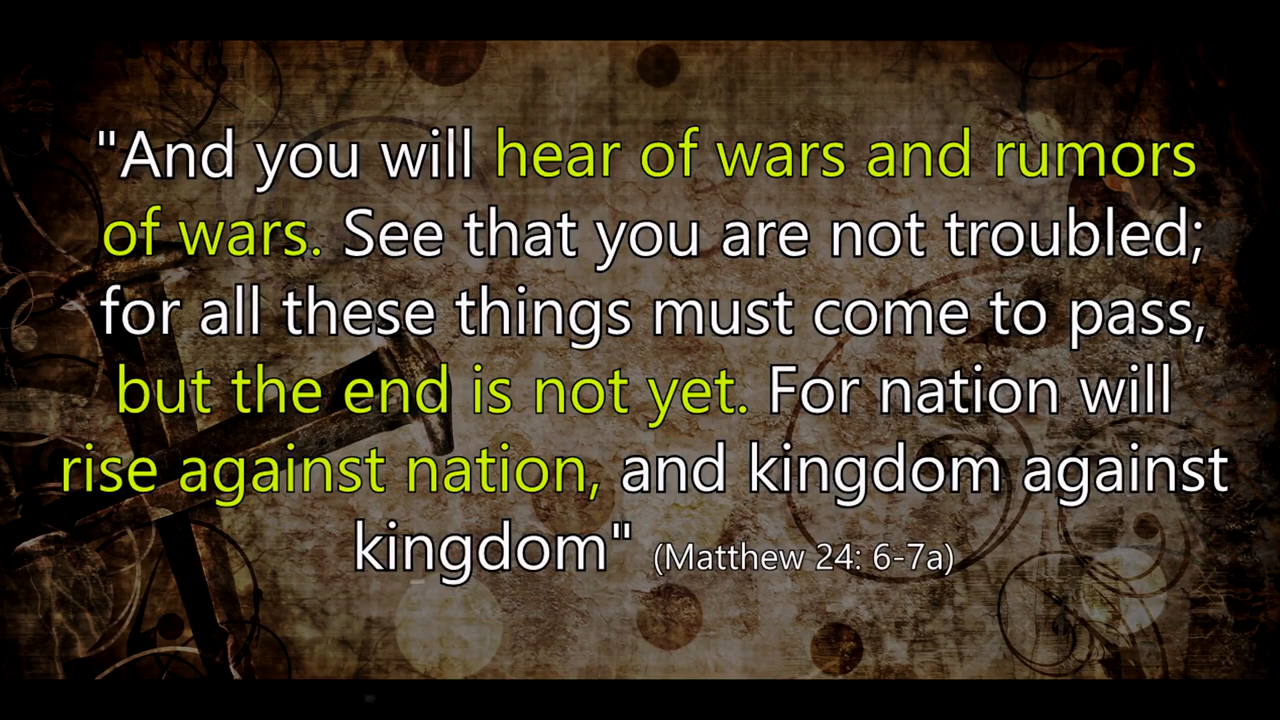 "And you will hear of wars and rumors
of wars. See that you are not troubled;
for all these things must come to pass,
but the end is not yet. For nation will
rise against nation, and kingdom against
kingdom" (Matthew 24: 6-7a)